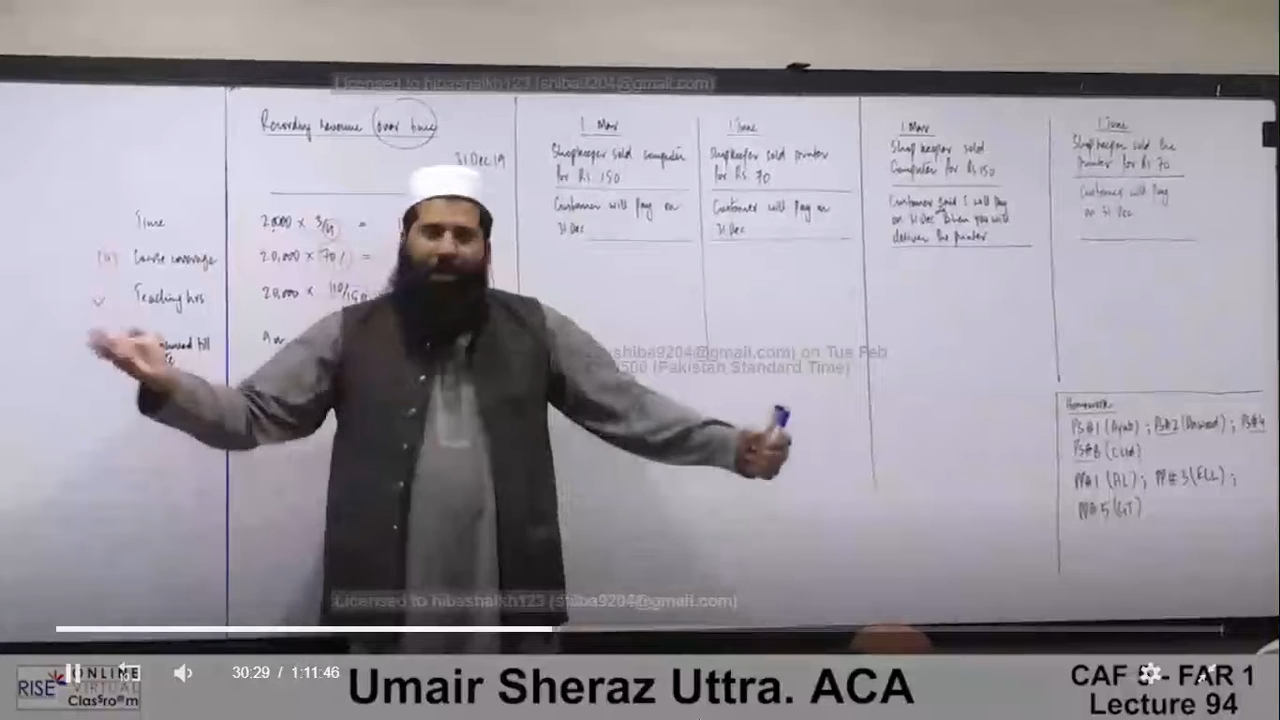 Licensed to hibashaikh123 (shiba9204@gmail.com)
Recording revenue over time
31 Dec 19
Time
20,000 ×
Course coverage
20,000 × 70%
Teaching hrs
20,000 × 110/
till
1 Mar
Shopkeeper sold computer
for Rs. 150
Customer will pay on
31 Dec
1 June
Shopkeeper sold printer
for Rs. 70
Customer will pay on
31 Dec
1 Mar
Shopkeeper sold
Computer for Rs 150
Customer said I will pay
on 31 Dec when you will
deliver the printer
1 June
Shopkeeper sold the
printer for Rs 70
Customer will pay
on 31 Dec
shiba9204@gmail.com) on Tue Feb
0500 (Pakistan Standard Time)
Homework
PS#1 (Ayub) ; PS#2 (Dawood) ; PS#4
PS#8
PP#1 (AL) ; PP#3 (ELL) ;
PP#5 (GT)
Licensed to hibashaikh123 (shiba9204@gmail.com)
30:29 / 1:11:46
RISE ONLINE
VIRTUAL
Classroom
Umair Sheraz Uttra. ACA
CAF 5 - FAR 1
Lecture 94